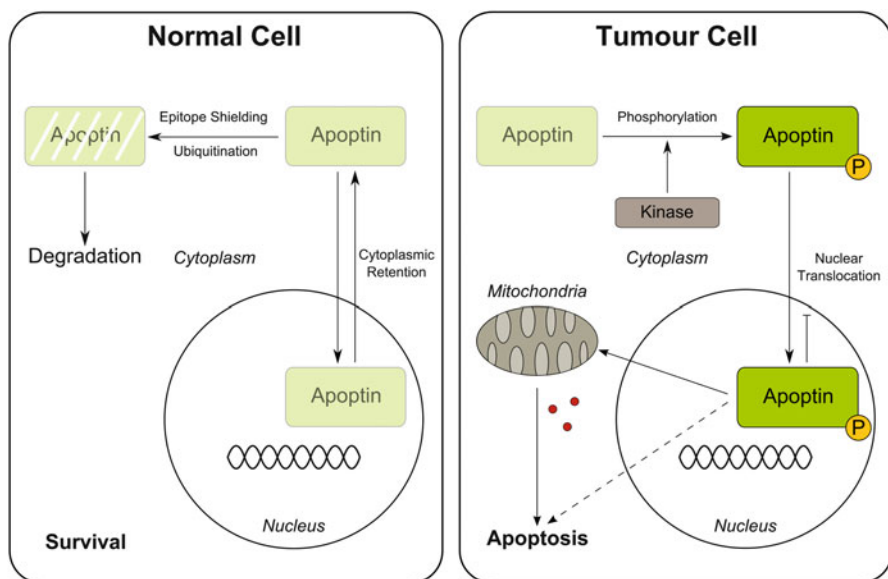 Normal Cell
Apoptin
Epitope Shielding
Ubiquitination
Apoptin
Degradation
Cytoplasm
Cytoplasmic
Retention
Apoptin
Nucleus
Survival
Tumour Cell
Apoptin
Phosphorylation
Apoptin
P
Kinase
Cytoplasm
Nuclear
Translocation
Mitochondria
Apoptin
P
Apoptosis
Nucleus